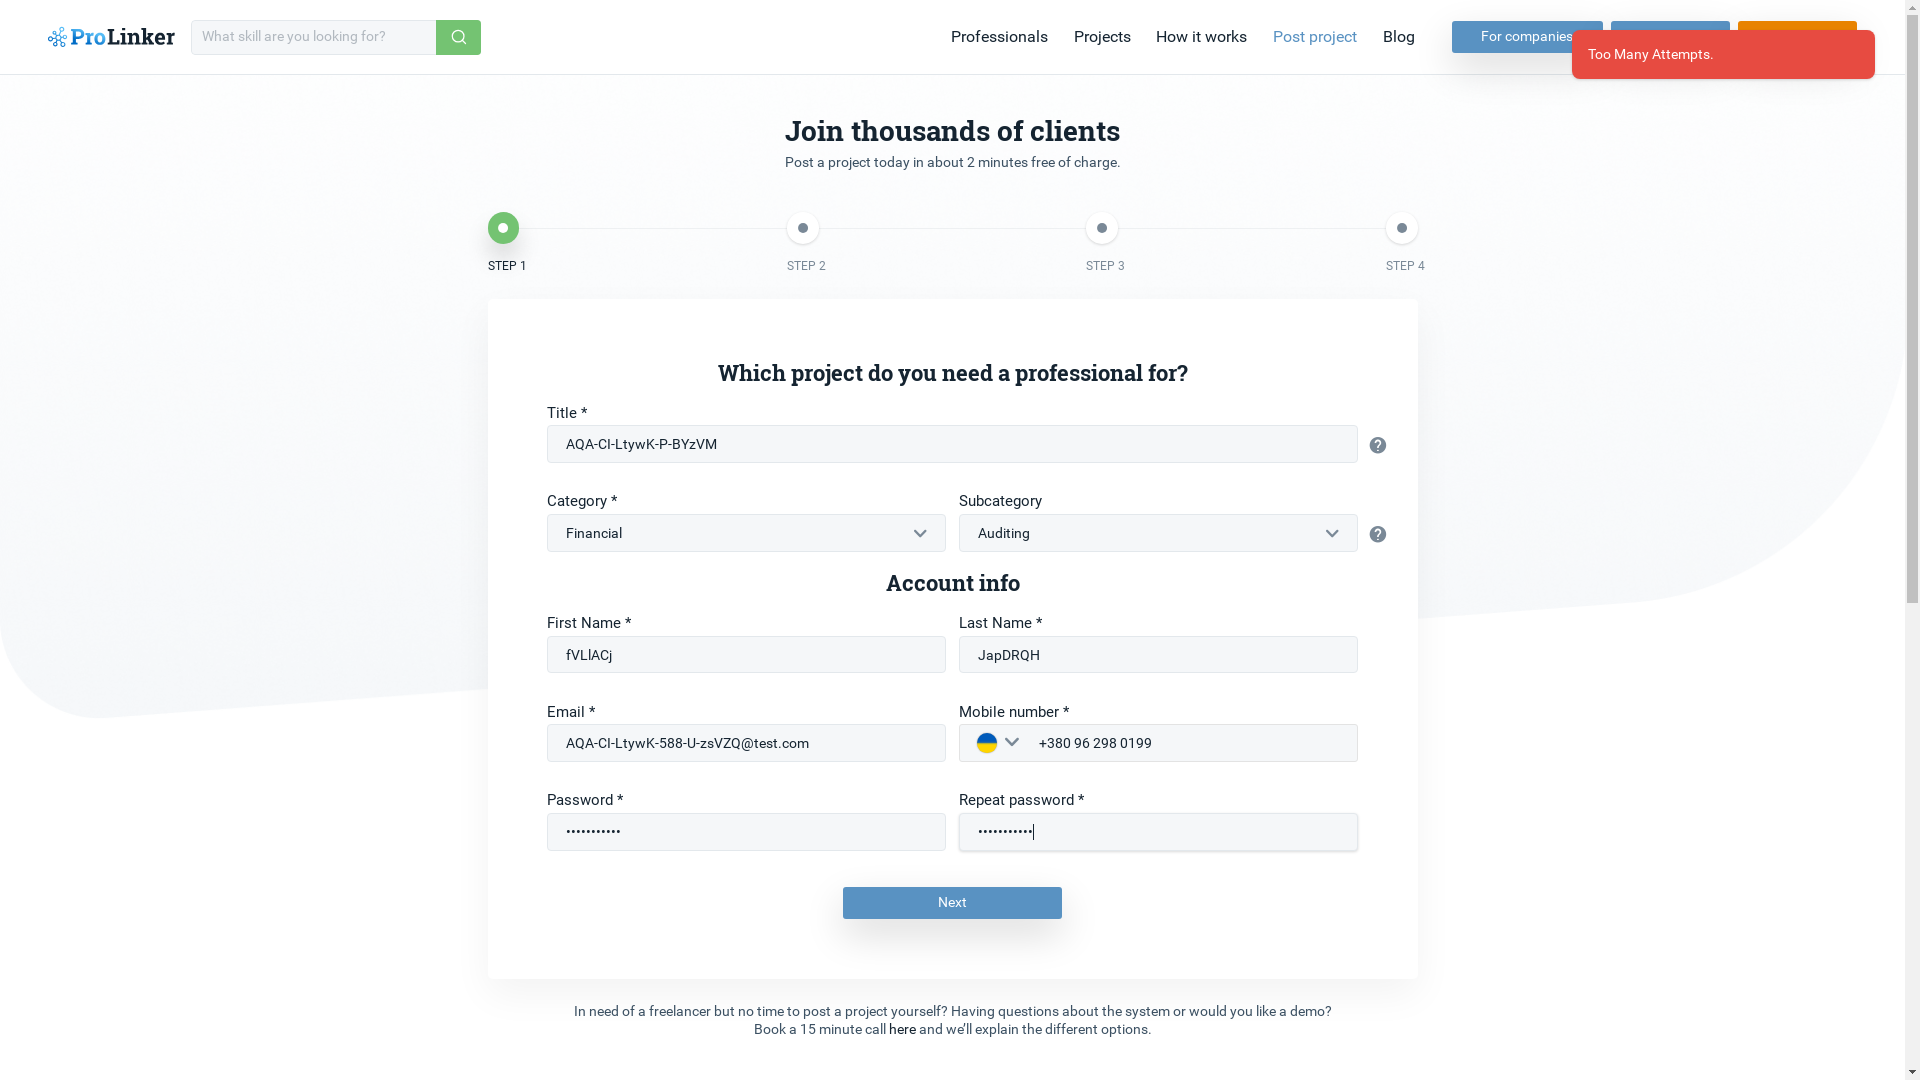 ProLinker
What skill are you looking for?
Professionals
Projects
How it works
Post project
Blog
For companies
Too Many Attempts.
Join thousands of clients
Post a project today in about 2 minutes free of charge.
STEP 1
STEP 2
STEP 3
STEP 4
Which project do you need a professional for?
Title *
AQA-CI-LtywK-P-BYzVM
Category *
Subcategory
Financial
Auditing
Account info
First Name *
Last Name *
fVLlACj
JapDRQH
Email *
Mobile number *
AQA-CI-LtywK-588-U-zsVZQ@test.com
+380 96 298 0199
Password *
Repeat password *
•••••••••••
•••••••••••
Next
In need of a freelancer but no time to post a project yourself? Having questions about the system or would you like a demo?
Book a 15 minute call here and we’ll explain the different options.